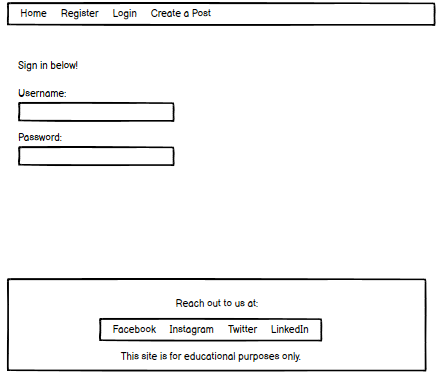 Home Register Login Create a Post
Sign in below!
Username:
Password:
Reach out to us at:
Facebook Instagram Twitter LinkedIn
This site is for educational purposes only.